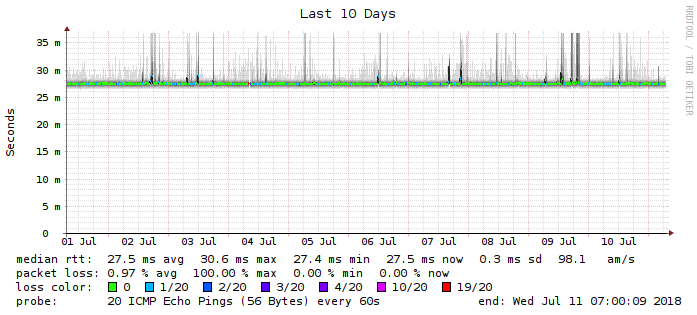 Last 10 Days
RRDTOOL / TOBI OETIKER
Seconds
35 m
30 m
25 m
20 m
15 m
10 m
5 m
0
01 Jul 02 Jul 03 Jul 04 Jul 05 Jul 06 Jul 07 Jul 08 Jul 09 Jul 10 Jul
median rtt: 27.5 ms avg 30.6 ms max 27.4 ms min 27.5 ms now 0.3 ms sd 98.1 am/s
packet loss: 0.97 % avg 100.00 % max 0.00 % min 0.00 % now
loss color: 0 1/20 2/20 3/20 4/20 10/20 19/20
probe: 20 ICMP Echo Pings (56 Bytes) every 60s end: Wed Jul 11 07:00:09 2018